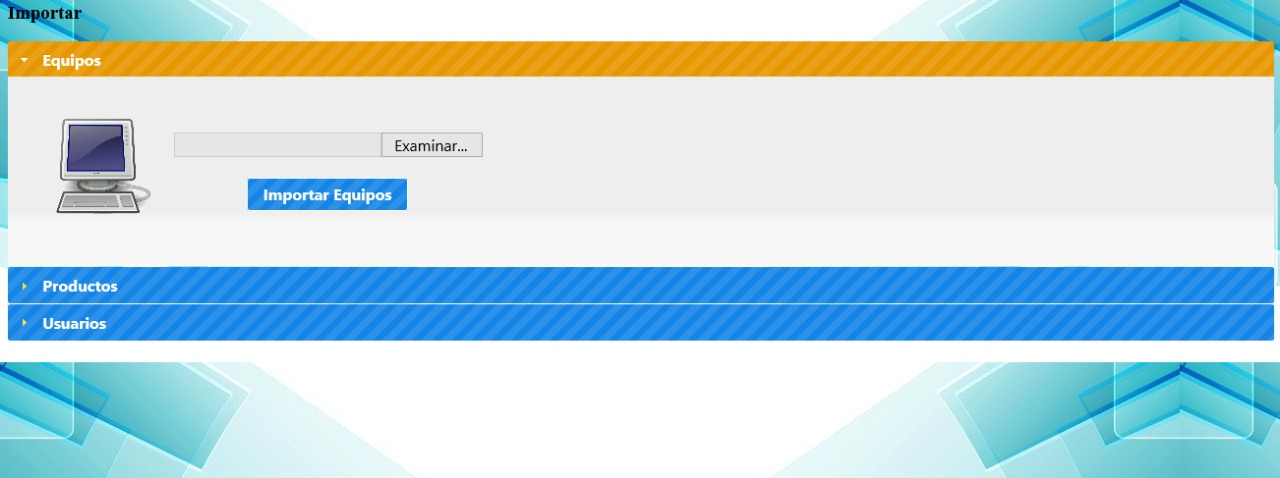 Importar
Equipos
Examinar...
Importar Equipos
Productos
Usuarios